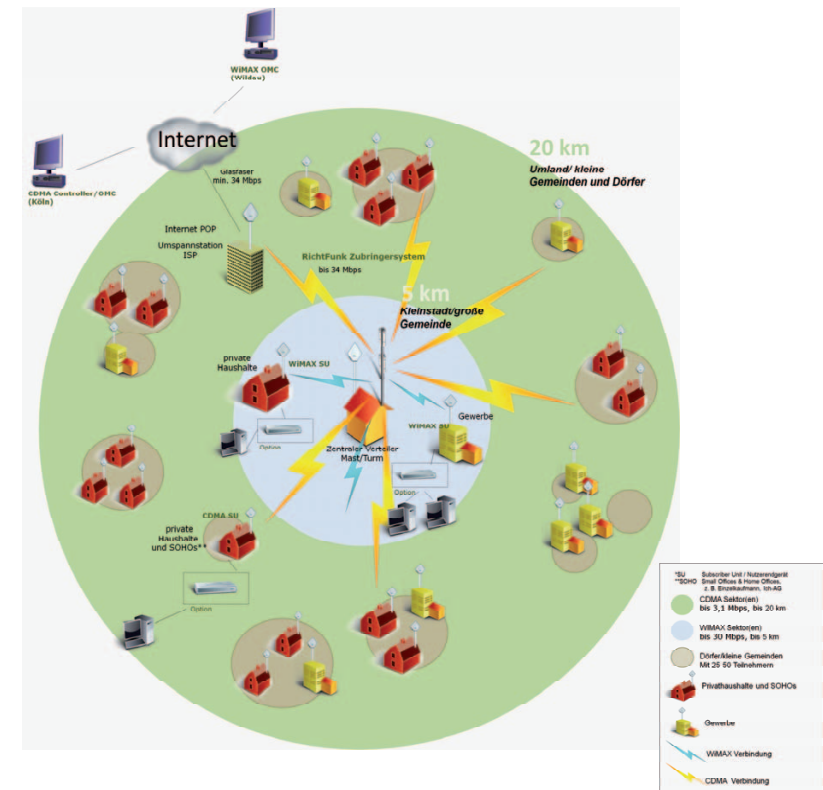 WiMAX OMC
(Wildau)
Internet
CDMA Controller/OMC
(Köln)
Glasfaser
min. 34 Mbps
20 km
Umland/ kleine
Gemeinden und Dörfer
Internet POP
Umspannstation
ISP
RichtFunk Zubringersystem
bis 34 Mbps
5 km
Kleinstadt/große
Gemeinde
private
Haushalte
WiMAX SU
Gewerbe
WiMAX SU
Option
Zentraler Verteiler
Mast/Turm
Option
CDMA SU
private
Haushalte
und SOHOs**
Option
*SU Subscriber Unit / Nutzerendgerät
**SOHO Small Offices & Home Offices,
z. B. Einzelkaufmann, Ich-AG
CDMA Sektor(en)
bis 3,1 Mbps, bis 20 km
WiMAX Sektor(en)
bis 30 Mbps, bis 5 km
Dörfer/kleine Gemeinden
Mit 25 50 Teilnehmern
Privathaushalte und SOHOs
Gewerbe
WiMAX Verbindung
CDMA Verbindung